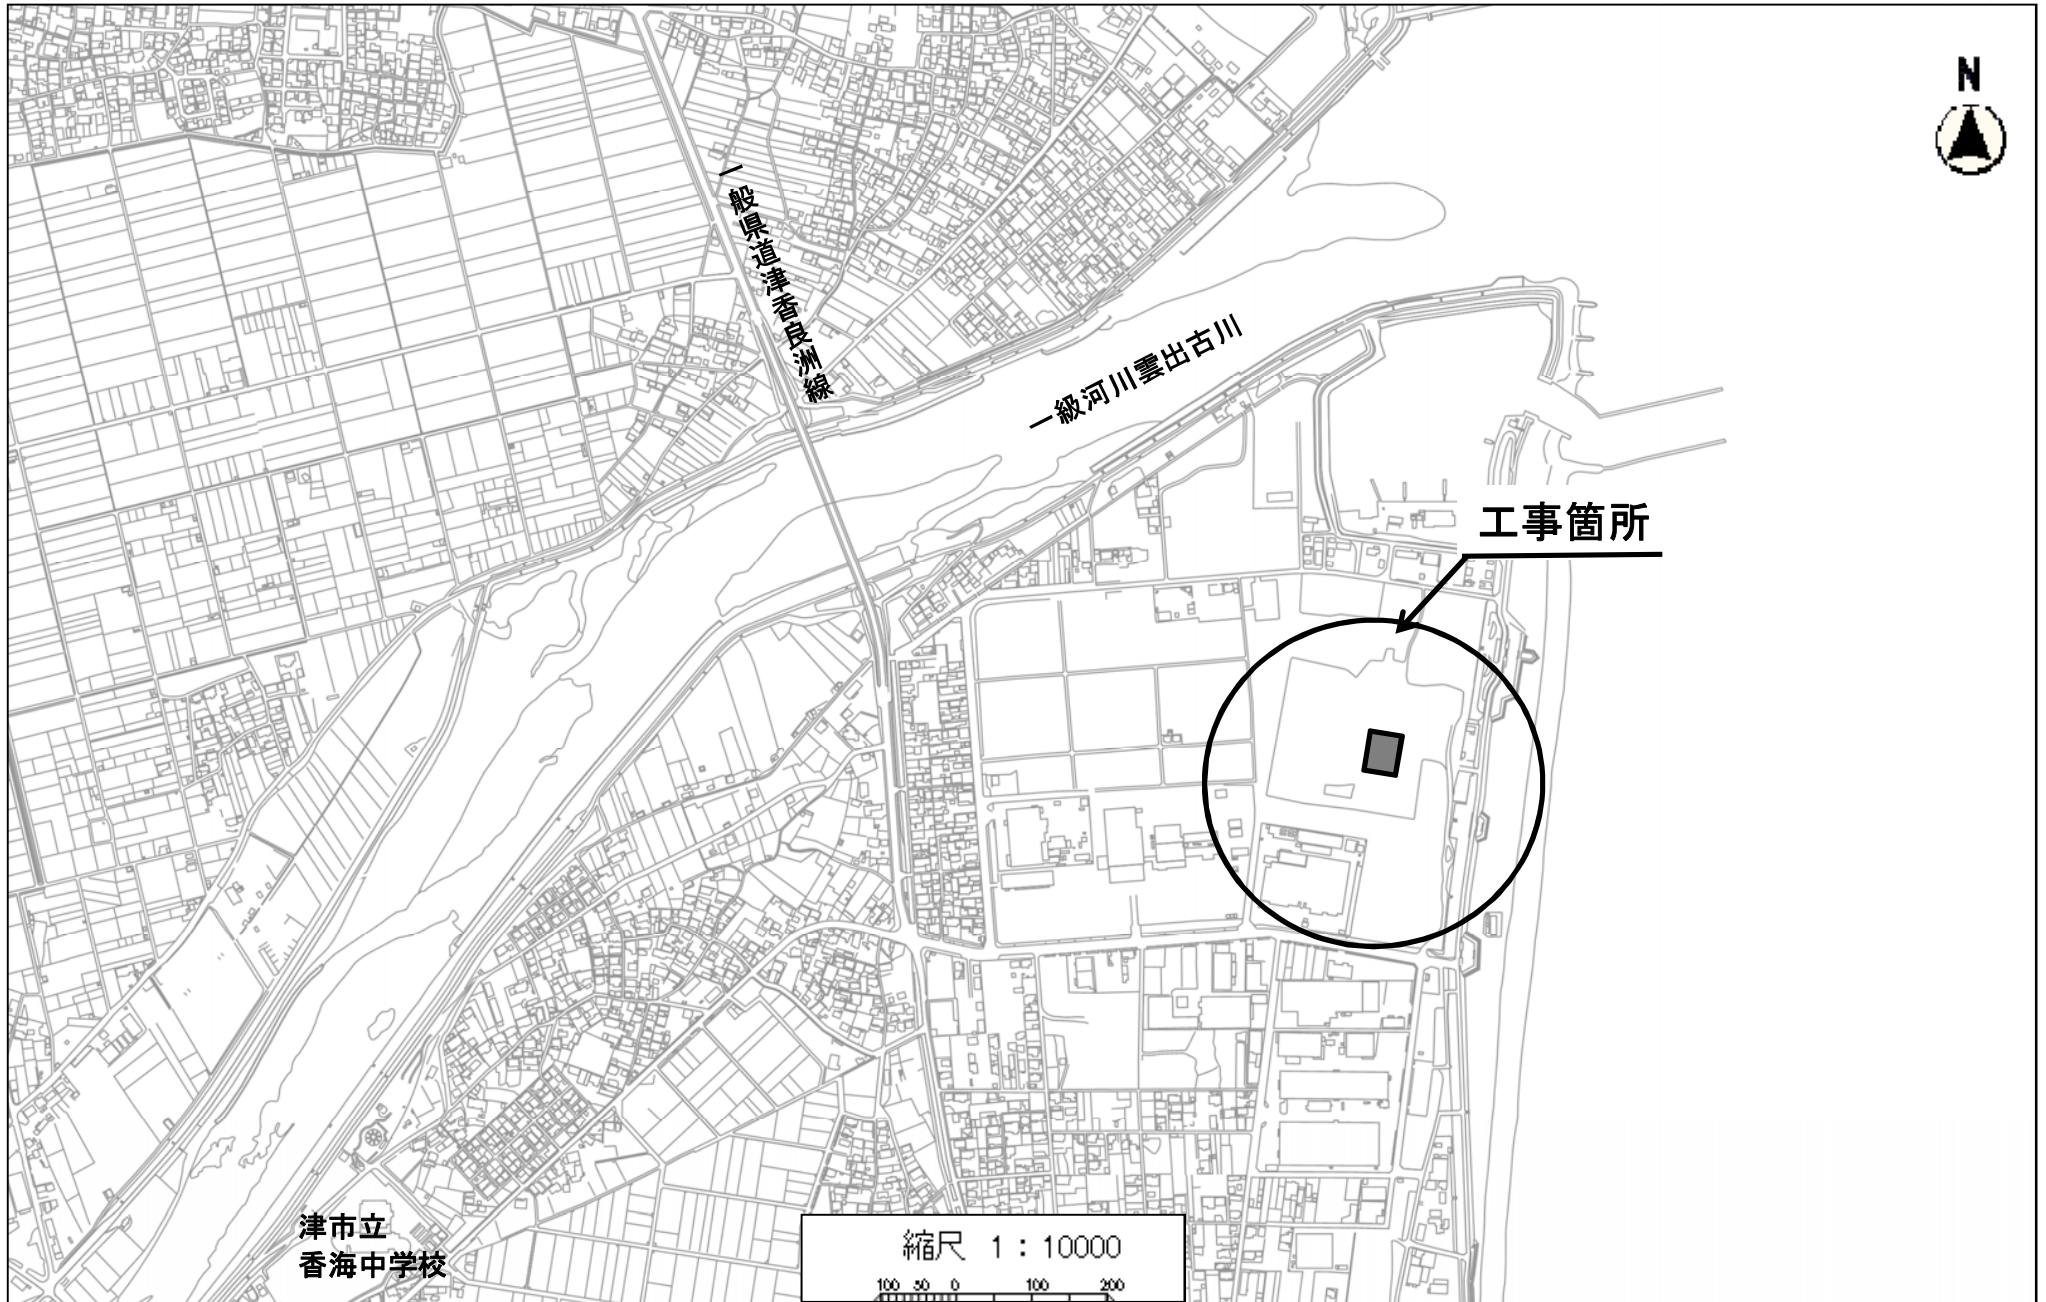 N
一般県道津香良洲線
一級河川雲出古川
工事箇所
津市立
香海中学校
縮尺 1:10000
100 50 0 100 200